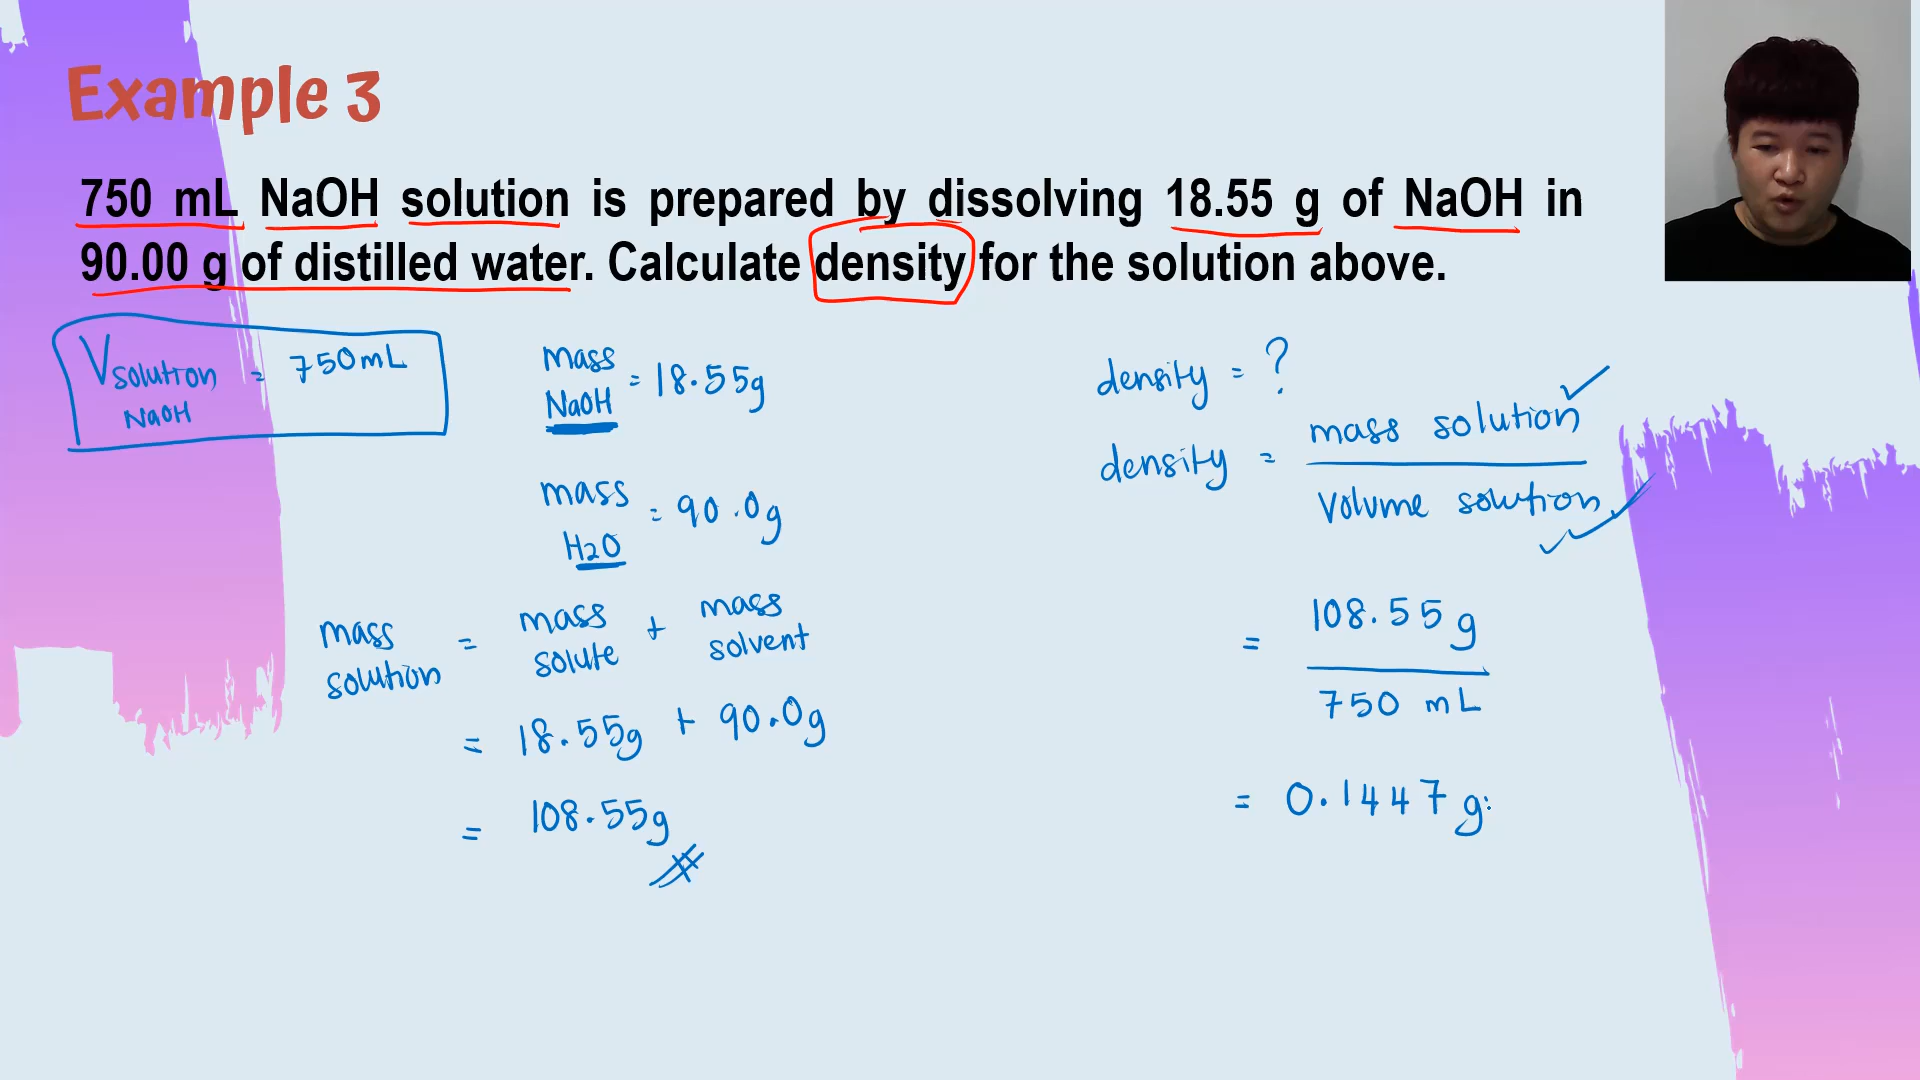 Example 3
750 mL NaOH solution is prepared by dissolving 18.55 g of NaOH in
90.00 g of distilled water. Calculate density for the solution above.
Vsolution NaOH = 750mL
mass NaOH = 18.55g
mass H2O = 90.0g
mass solution = mass solute + mass solvent
= 18.55g + 90.0g
= 108.55g
density = ?
density = mass solution
volume solution
= 108.55 g
750 mL
= 0.1447 g